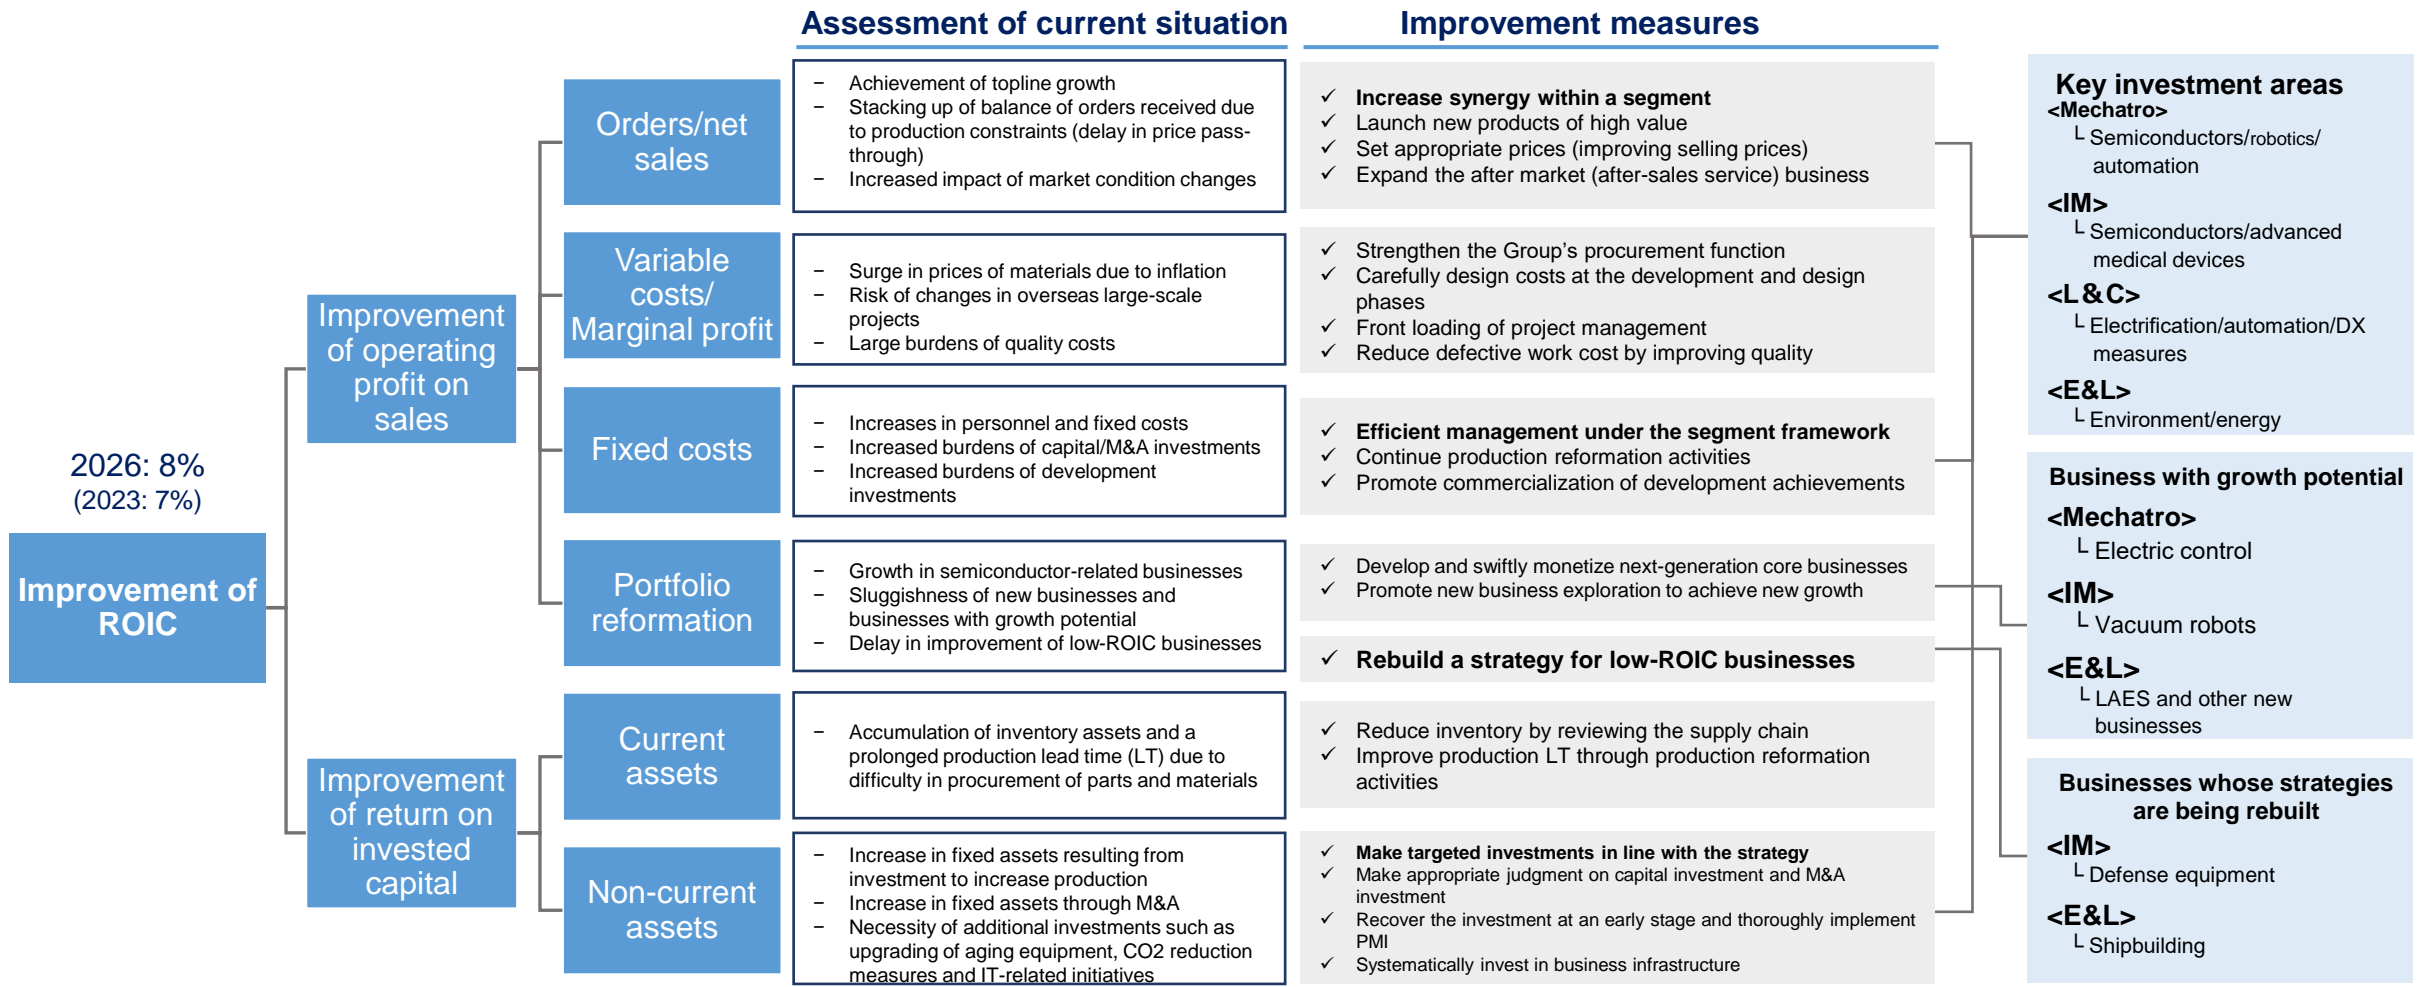 Assessment of current situation
Improvement measures
2026: 8%
(2023: 7%)
Improvement of
ROIC
Improvement
of operating
profit on
sales
Improvement
of return on
invested
capital
Orders/net
sales
− Achievement of topline growth
− Stacking up of balance of orders received due
to production constraints (delay in price pass-
through)
− Increased impact of market condition changes
✓ Increase synergy within a segment
✓ Launch new products of high value
✓ Set appropriate prices (improving selling prices)
✓ Expand the after market (after-sales service) business
Variable
costs/
Marginal profit
− Surge in prices of materials due to inflation
− Risk of changes in overseas large-scale
projects
− Large burdens of quality costs
✓ Strengthen the Group’s procurement function
✓ Carefully design costs at the development and design
phases
✓ Front loading of project management
✓ Reduce defective work cost by improving quality
Fixed costs
− Increases in personnel and fixed costs
− Increased burdens of capital/M&A investments
− Increased burdens of development
investments
✓ Efficient management under the segment framework
✓ Continue production reformation activities
✓ Promote commercialization of development achievements
Portfolio
reformation
− Growth in semiconductor-related businesses
− Sluggishness of new businesses and
businesses with growth potential
− Delay in improvement of low-ROIC businesses
✓ Develop and swiftly monetize next-generation core businesses
✓ Promote new business exploration to achieve new growth
✓ Rebuild a strategy for low-ROIC businesses
Current
assets
− Accumulation of inventory assets and a
prolonged production lead time (LT) due to
difficulty in procurement of parts and materials
✓ Reduce inventory by reviewing the supply chain
✓ Improve production LT through production reformation
activities
Non-current
assets
− Increase in fixed assets resulting from
investment to increase production
− Increase in fixed assets through M&A
− Necessity of additional investments such as
upgrading of aging equipment, CO2 reduction
measures and IT-related initiatives
✓ Make targeted investments in line with the strategy
✓ Make appropriate judgment on capital investment and M&A
investment
✓ Recover the investment at an early stage and thoroughly implement
PMI
✓ Systematically invest in business infrastructure
Key investment areas
<Mechatro>
└ Semiconductors/robotics/
automation
<IM>
└ Semiconductors/advanced
medical devices
<L&C>
└ Electrification/automation/DX
measures
<E&L>
└ Environment/energy
Business with growth potential
<Mechatro>
└ Electric control
<IM>
└ Vacuum robots
<E&L>
└ LAES and other new
businesses
Businesses whose strategies
are being rebuilt
<IM>
└ Defense equipment
<E&L>
└ Shipbuilding